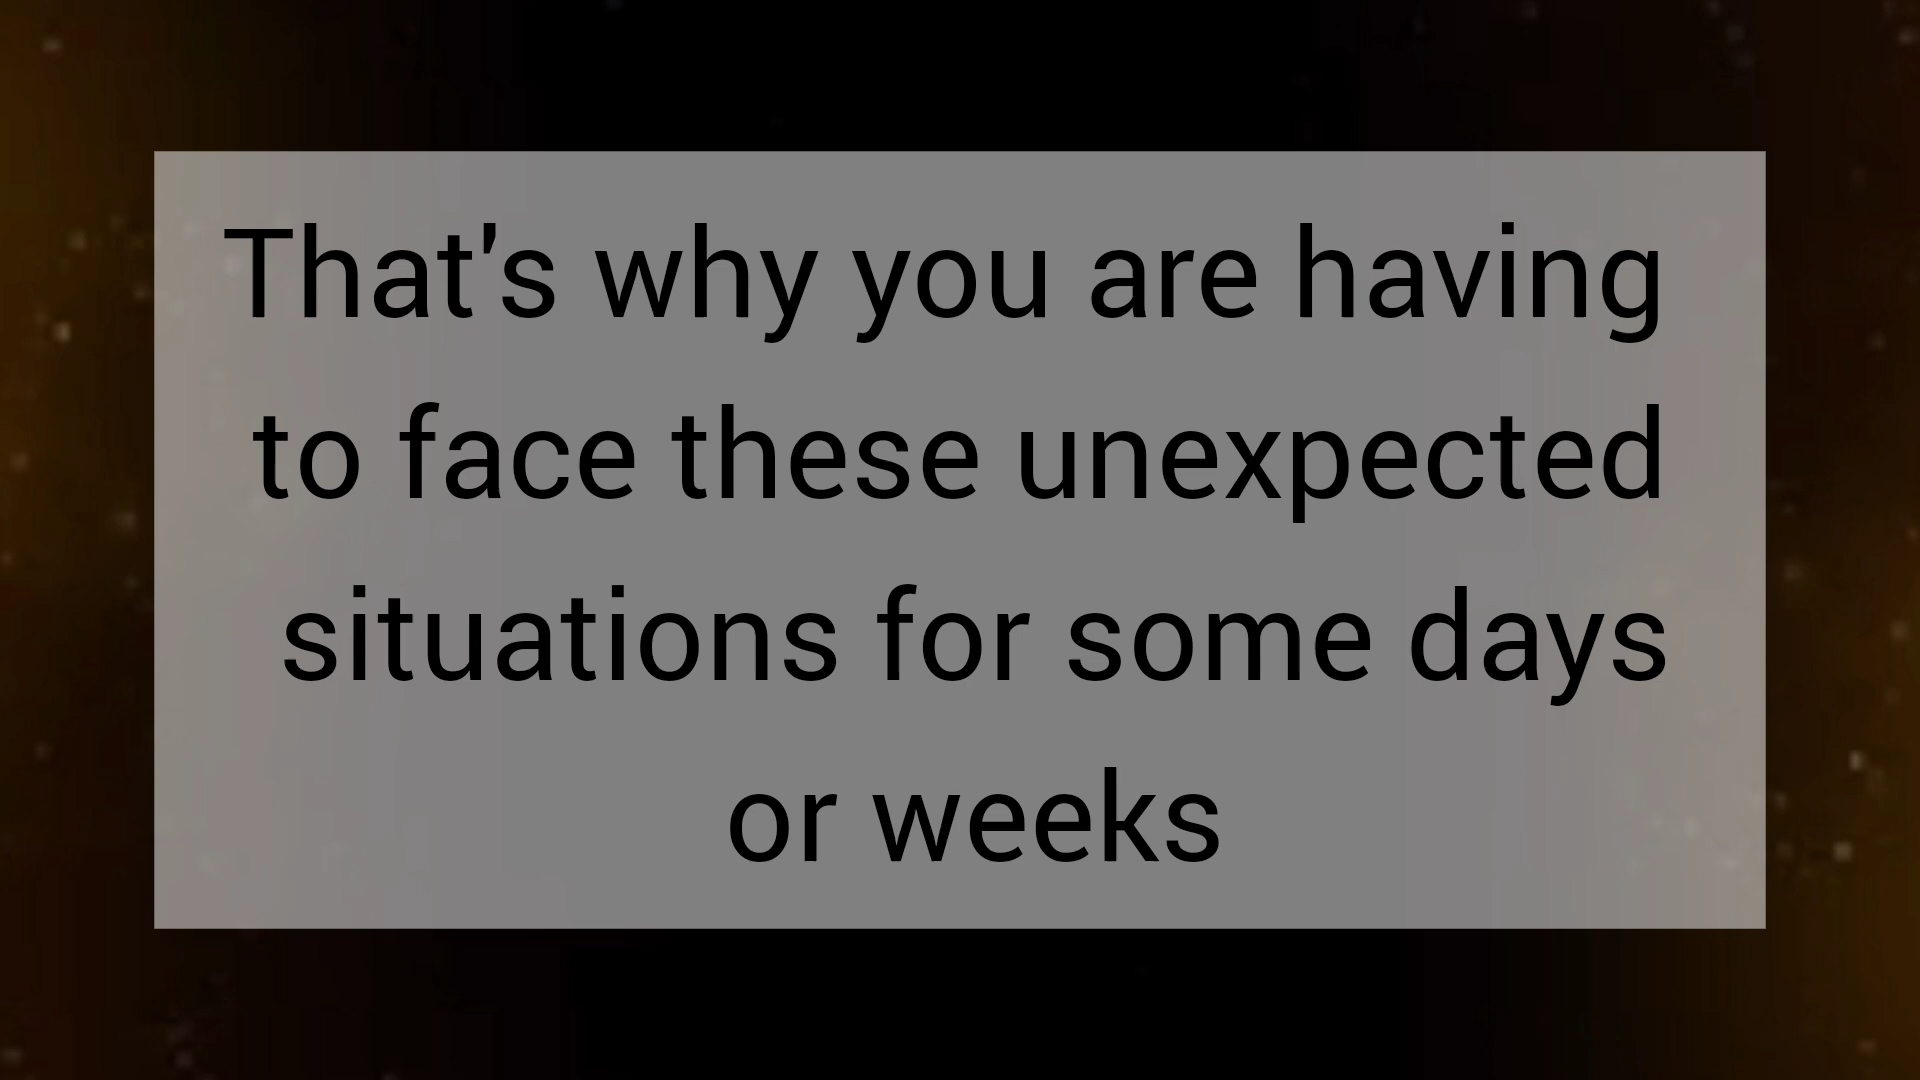 That's why you are having
to face these unexpected
situations for some days
or weeks